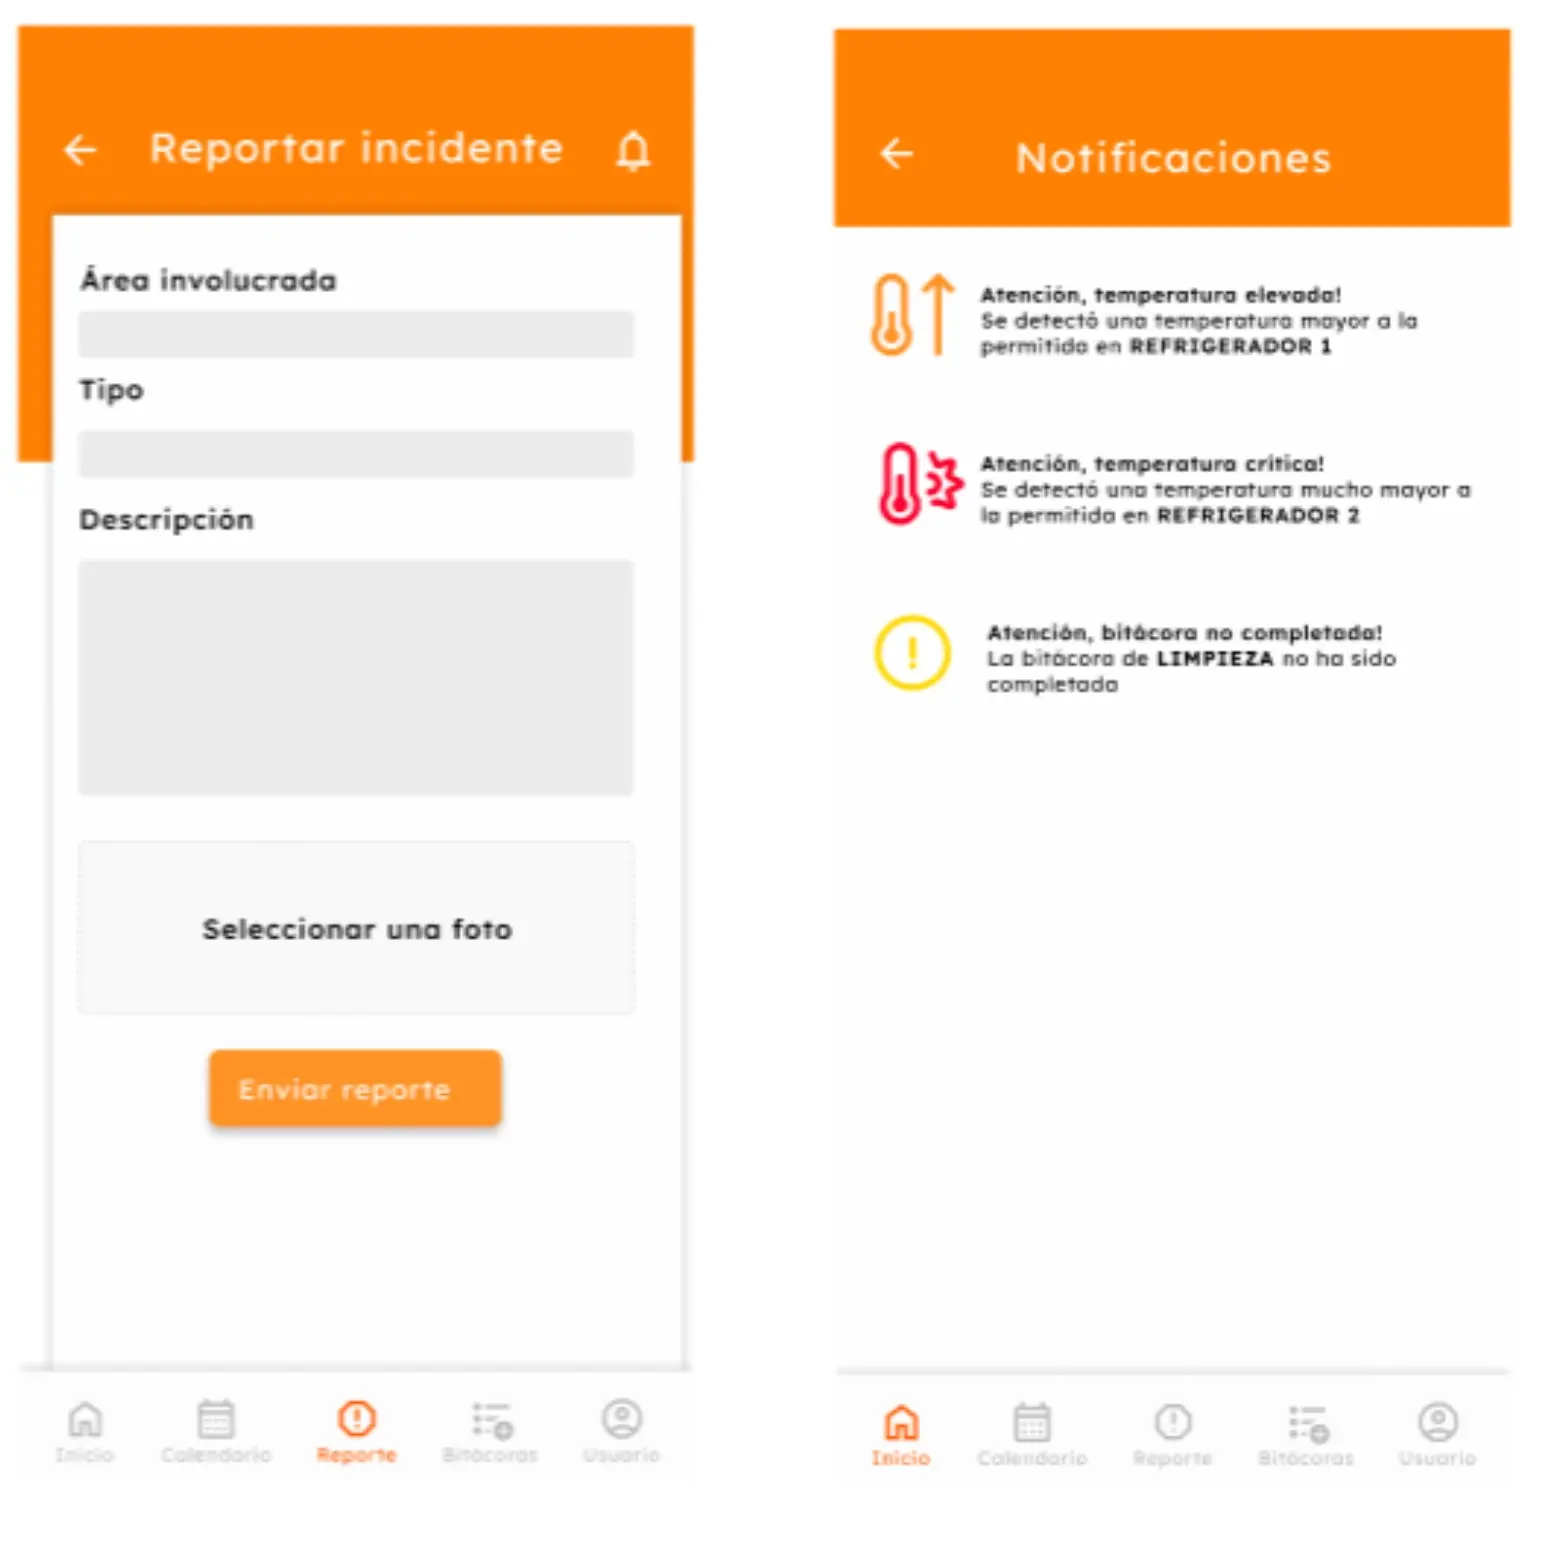 Reportar incidente
Área involucrada
Tipo
Descripción
Seleccionar una foto
Enviar reporte
Inicio
Calendario
Reporte
Bitácoras
Usuario
Notificaciones
Atención, temperatura elevada!
Se detectó una temperatura mayor a la
permitida en REFRIGERADOR 1
Atención, temperatura crítica!
Se detectó una temperatura mucho mayor a
la permitida en REFRIGERADOR 2
Atención, bitácora no completada!
La bitácora de LIMPIEZA no ha sido
completada
Inicio
Calendario
Reporte
Bitácoras
Usuario